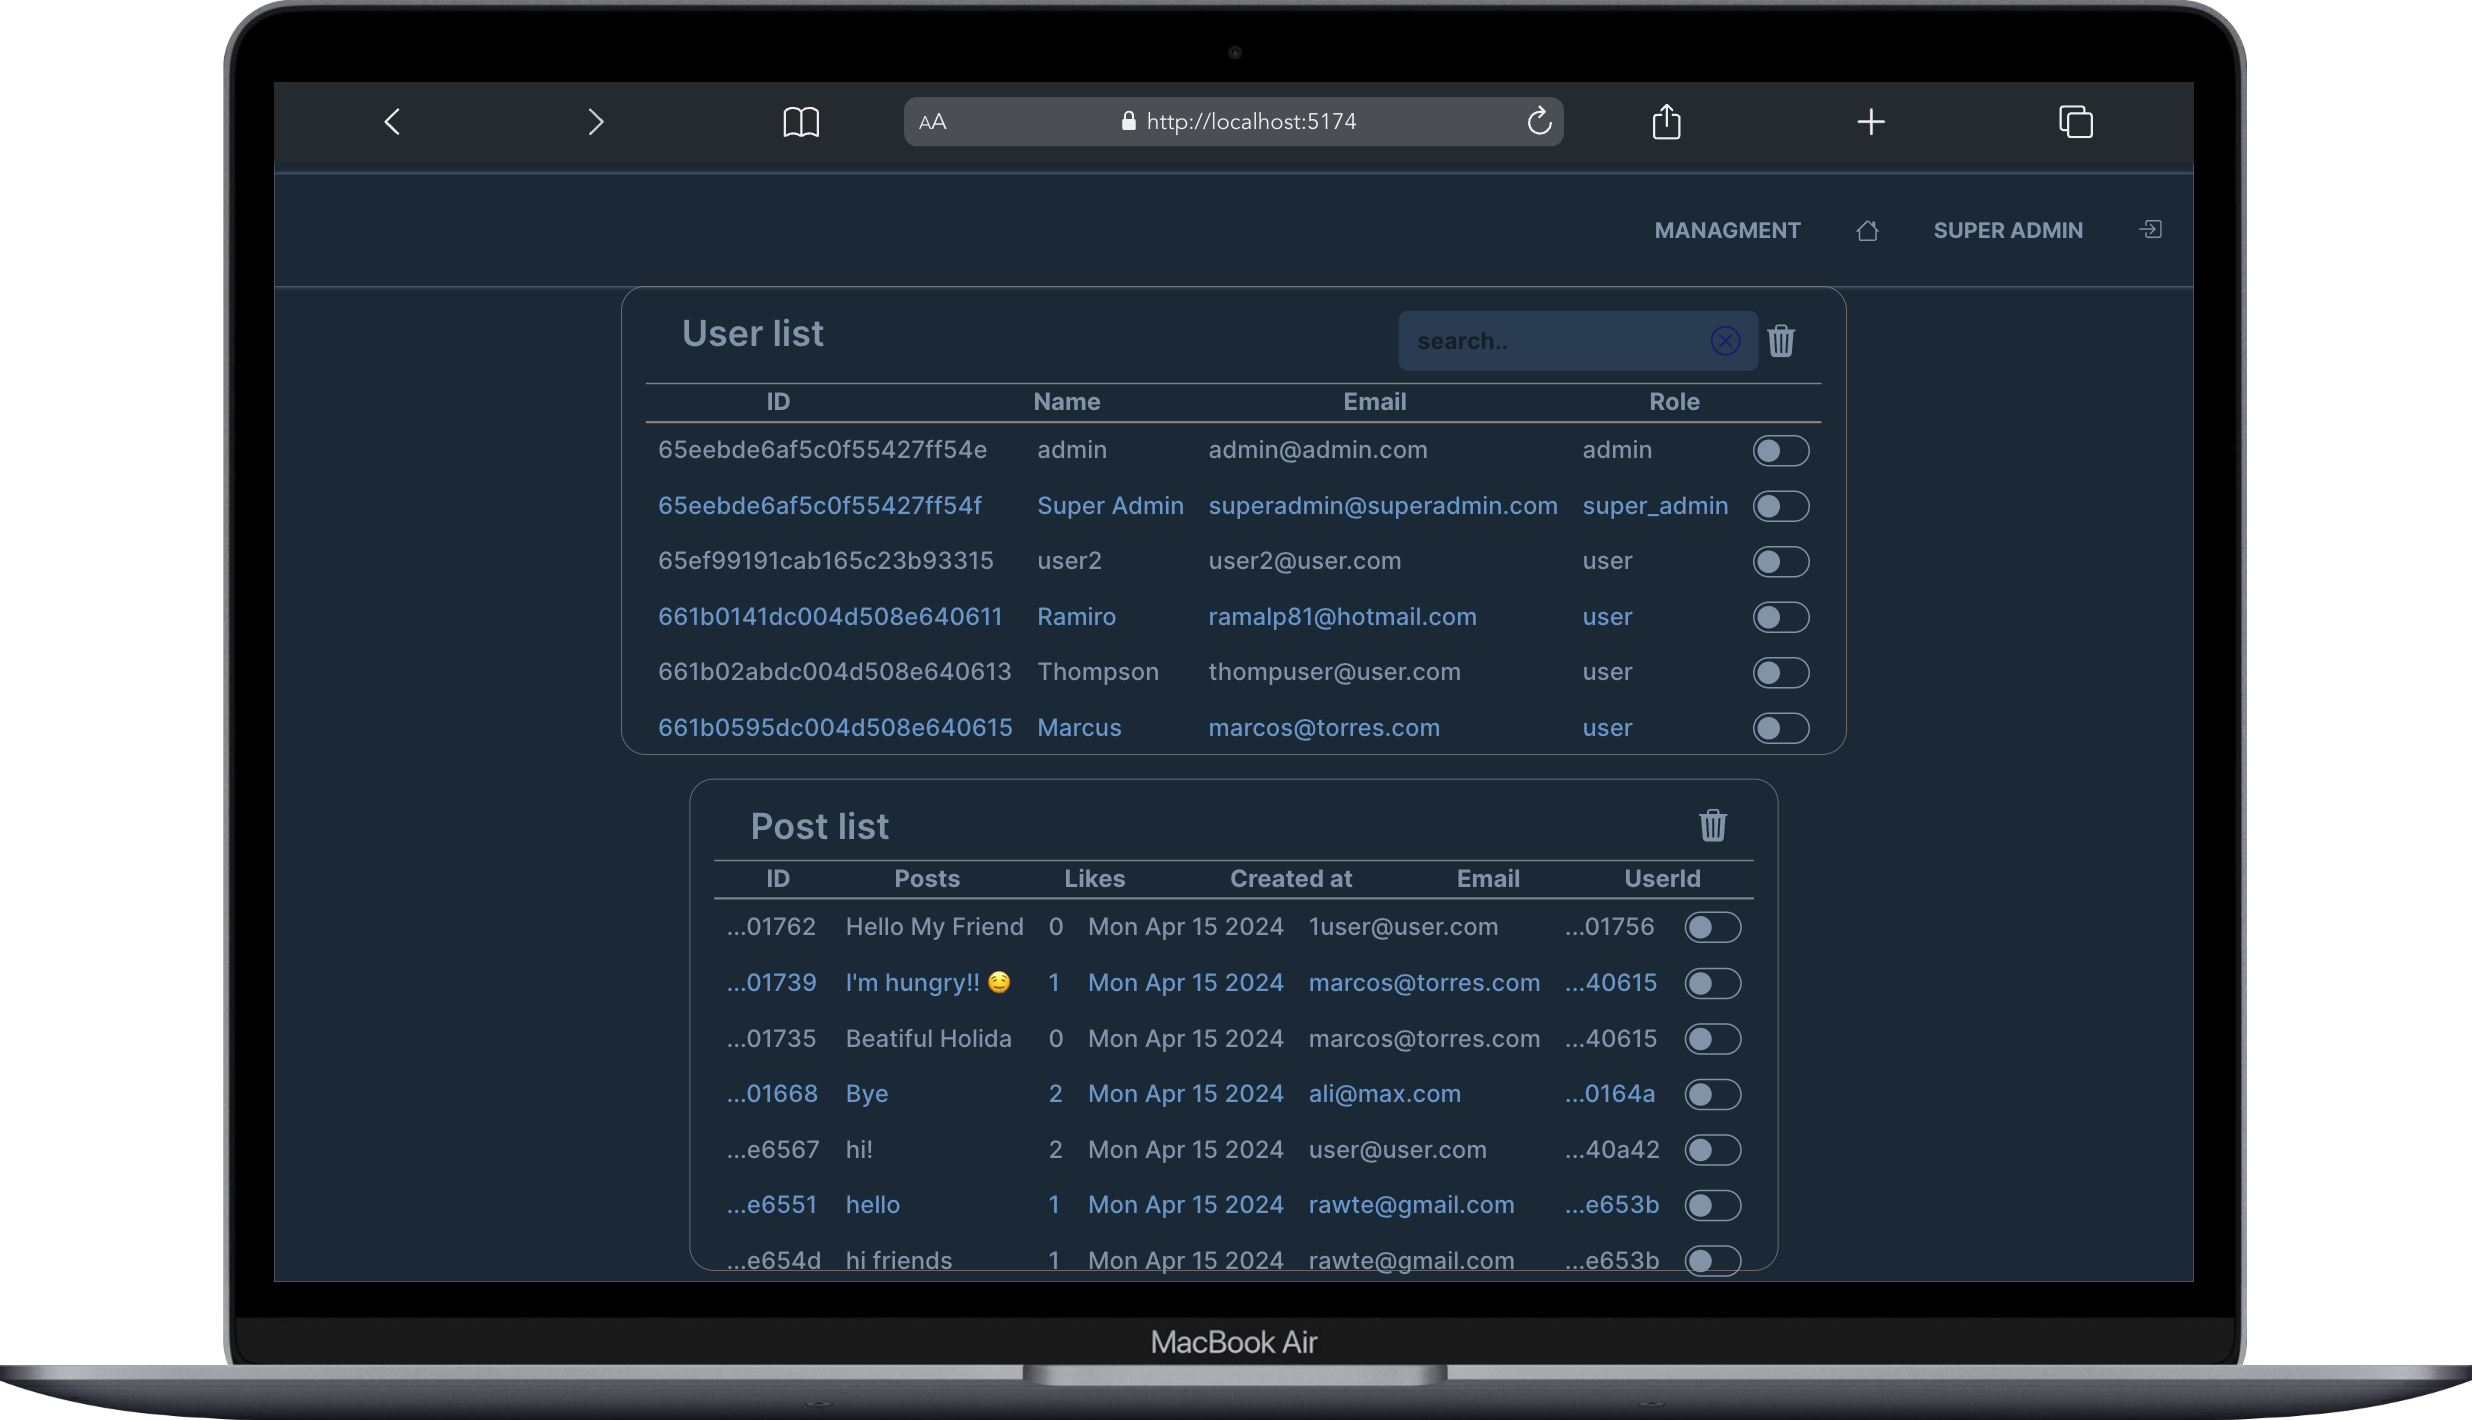 AA http://localhost:5174
MANAGMENT SUPER ADMIN
User list search..
ID Name Email Role
65eebde6af5c0f55427ff54e admin admin@admin.com admin
65eebde6af5c0f55427ff54f Super Admin superadmin@superadmin.com super_admin
65ef99191cab165c23b93315 user2 user2@user.com user
661b0141dc004d508e640611 Ramiro ramalp81@hotmail.com user
661b02abdc004d508e640613 Thompson thompuser@user.com user
661b0595dc004d508e640615 Marcus marcos@torres.com user
Post list
ID Posts Likes Created at Email UserId
...01762 Hello My Friend 0 Mon Apr 15 2024 1user@user.com ...01756
...01739 I'm hungry!! 🤤 1 Mon Apr 15 2024 marcos@torres.com ...40615
...01735 Beatiful Holida 0 Mon Apr 15 2024 marcos@torres.com ...40615
...01668 Bye 2 Mon Apr 15 2024 ali@max.com ...0164a
...e6567 hi! 2 Mon Apr 15 2024 user@user.com ...40a42
...e6551 hello 1 Mon Apr 15 2024 rawte@gmail.com ...e653b
...e654d hi friends 1 Mon Apr 15 2024 rawte@gmail.com ...e653b
MacBook Air